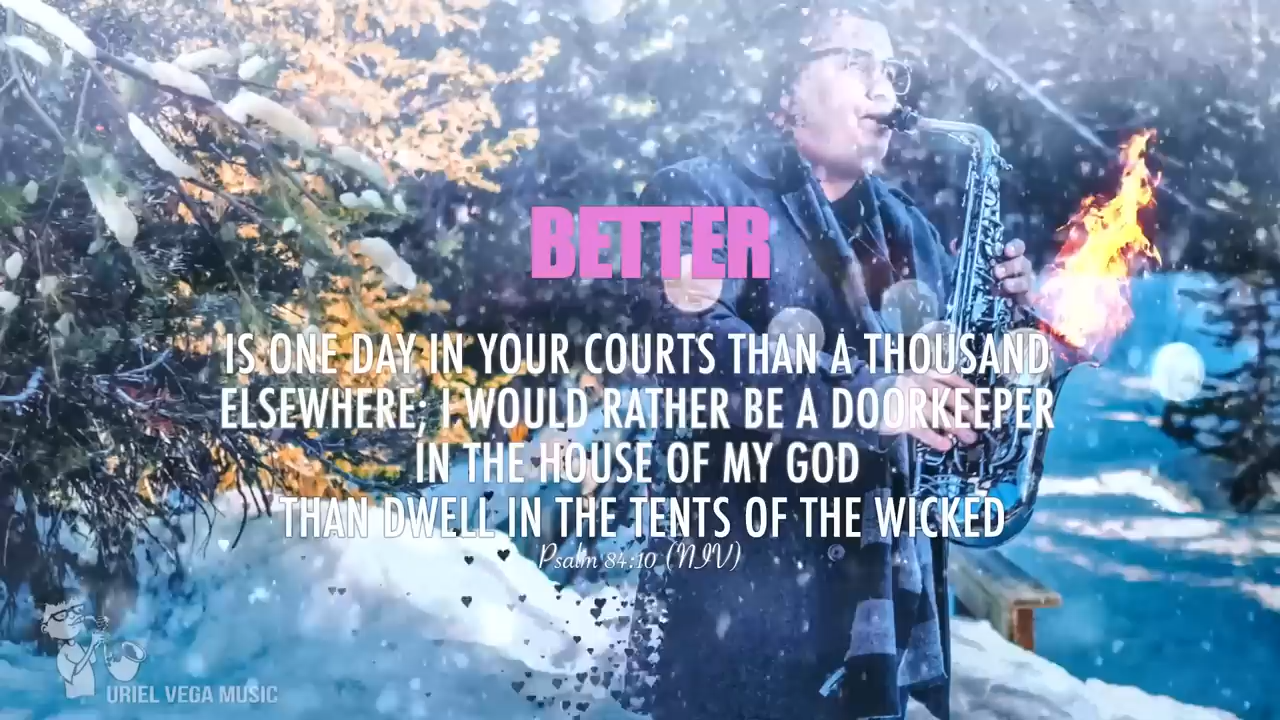 BETTER
IS ONE DAY IN YOUR COURTS THAN A THOUSAND
ELSEWHERE; I WOULD RATHER BE A DOORKEEPER
IN THE HOUSE OF MY GOD
THAN DWELL IN THE TENTS OF THE WICKED
Psalm 84:10 (NIV)
URIEL VEGA MUSIC